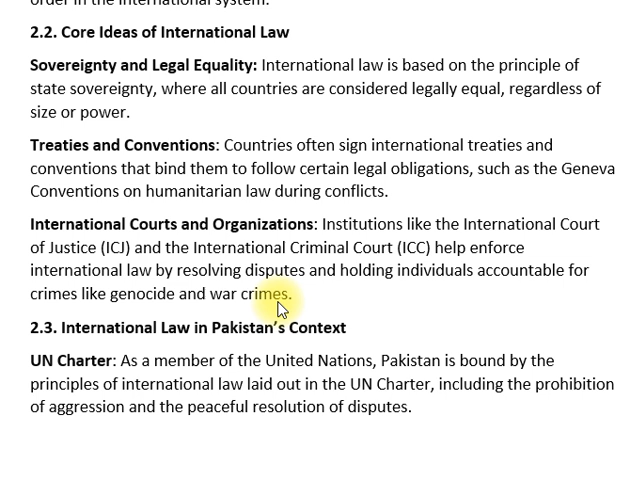 order in the international system.
2.2. Core Ideas of International Law
Sovereignty and Legal Equality: International law is based on the principle of
state sovereignty, where all countries are considered legally equal, regardless of
size or power.
Treaties and Conventions: Countries often sign international treaties and
conventions that bind them to follow certain legal obligations, such as the Geneva
Conventions on humanitarian law during conflicts.
International Courts and Organizations: Institutions like the International Court
of Justice (ICJ) and the International Criminal Court (ICC) help enforce
international law by resolving disputes and holding individuals accountable for
crimes like genocide and war crimes.
2.3. International Law in Pakistan’s Context
UN Charter: As a member of the United Nations, Pakistan is bound by the
principles of international law laid out in the UN Charter, including the prohibition
of aggression and the peaceful resolution of disputes.